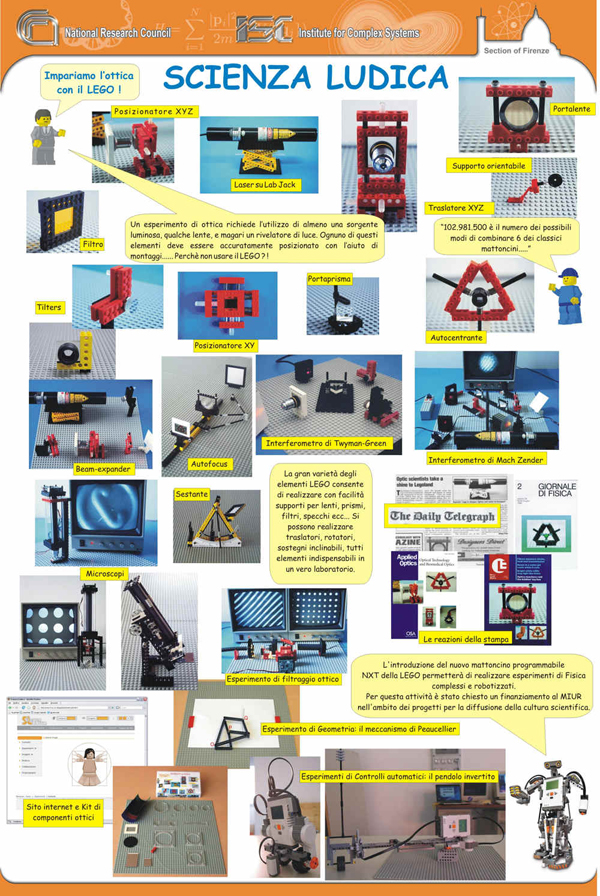 National Research Council
Institute for Complex Systems
Section of Firenze
Impariamo l'ottica
con il LEGO !
SCIENZA LUDICA
Posizionatore XYZ
Laser su Lab Jack
Portalente
Supporto orientabile
Traslatore XYZ
Filtro
Un esperimento di ottica richiede l'utilizzo di almeno una sorgente
luminosa, qualche lente, e magari un rivelatore di luce. Ognuno di questi
elementi deve essere accuratamente posizionato con l'aiuto di
montaggi...... Perchè non usare il LEGO ? !
"102.981.500 è il numero dei possibili
modi di combinare 6 dei classici
mattoncini....."
Tilters
Posizionatore XY
Portaprisma
Autocentrante
Beam-expander
Autofocus
Interferometro di Twyman-Green
Interferometro di Mach Zender
Sestante
La gran varietà degli
elementi LEGO consente
di realizzare con facilità
supporti per lenti, prismi,
filtri, specchi ecc... Si
possono realizzare
traslatori, rotatori,
sostegni inclinabili, tutti
elementi indispensabili in
un vero laboratorio.
Optic scientists take a
shine to Legoland
The Daily Telegraph
AZINE
2 GIORNALE
DI FISICA
Applied
Optics
OSA
Le reazioni della stampa
Microscopi
Esperimento di filtraggio ottico
L'introduzione del nuovo mattoncino programmabile
NXT della LEGO permetterà di realizzare esperimenti di Fisica
complessi e robotizzati.
Per questa attività è stato chiesto un finanziamento al MIUR
nell'ambito dei progetti per la diffusione della cultura scientifica.
Esperimento di Geometria: il meccanismo di Peaucellier
Esperimenti di Controlli automatici: il pendolo invertito
Sito internet e Kit di
componenti ottici